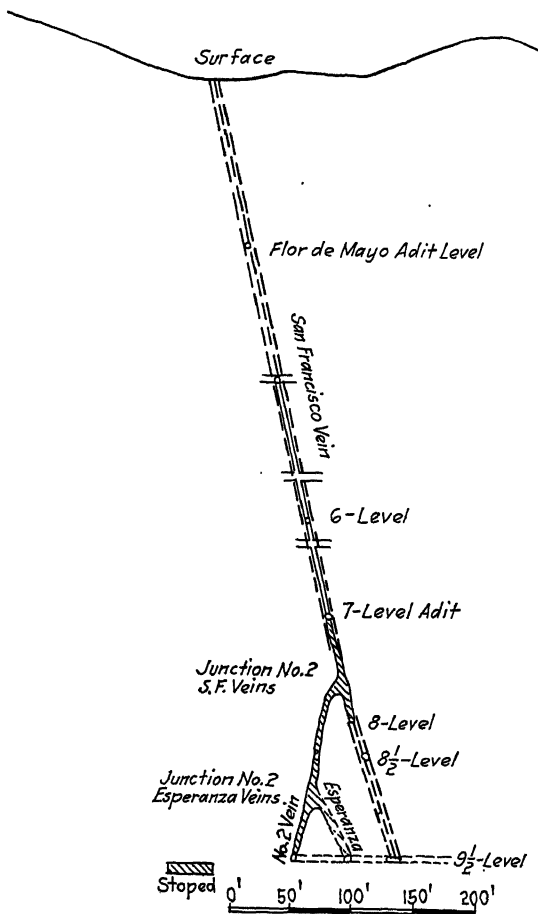 Surface
Flor de Mayo Adit Level
San Francisco Vein
6-Level
7-Level Adit
Junction No.2
S.F. Veins
8-Level
8½-Level
Junction No.2
Esperanza Veins
Esperanza
No.2 Vein
9½-Level
Stoped
0' 50' 100' 150' 200'